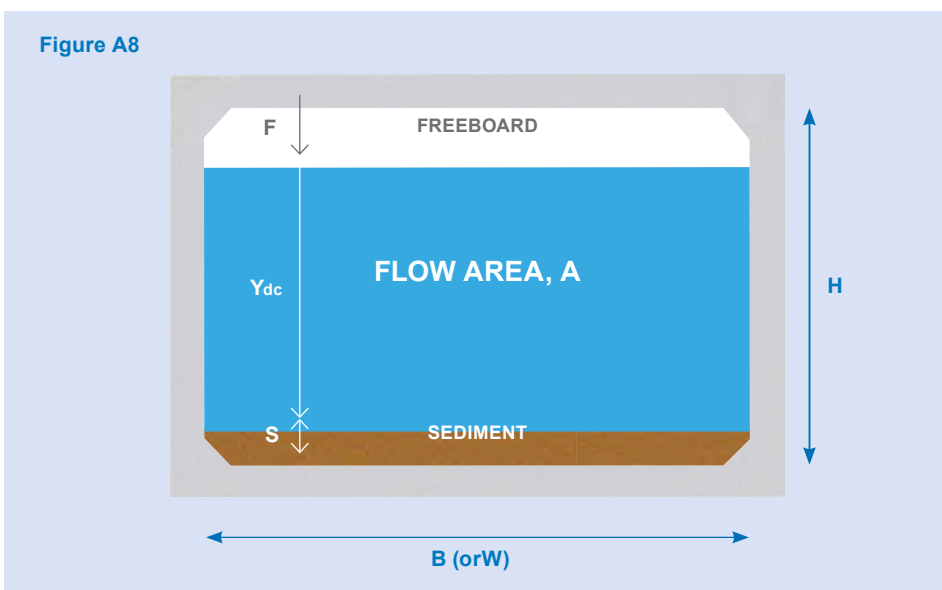 Figure A8
F
FREEBOARD
FLOW AREA, A
Ydc
H
S
SEDIMENT
B (orW)